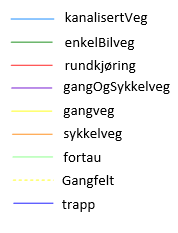 kanalisertVeg
enkelBilveg
rundkjøring
gangOgSykkelveg
gangveg
sykkelveg
fortau
Gangfelt
trapp